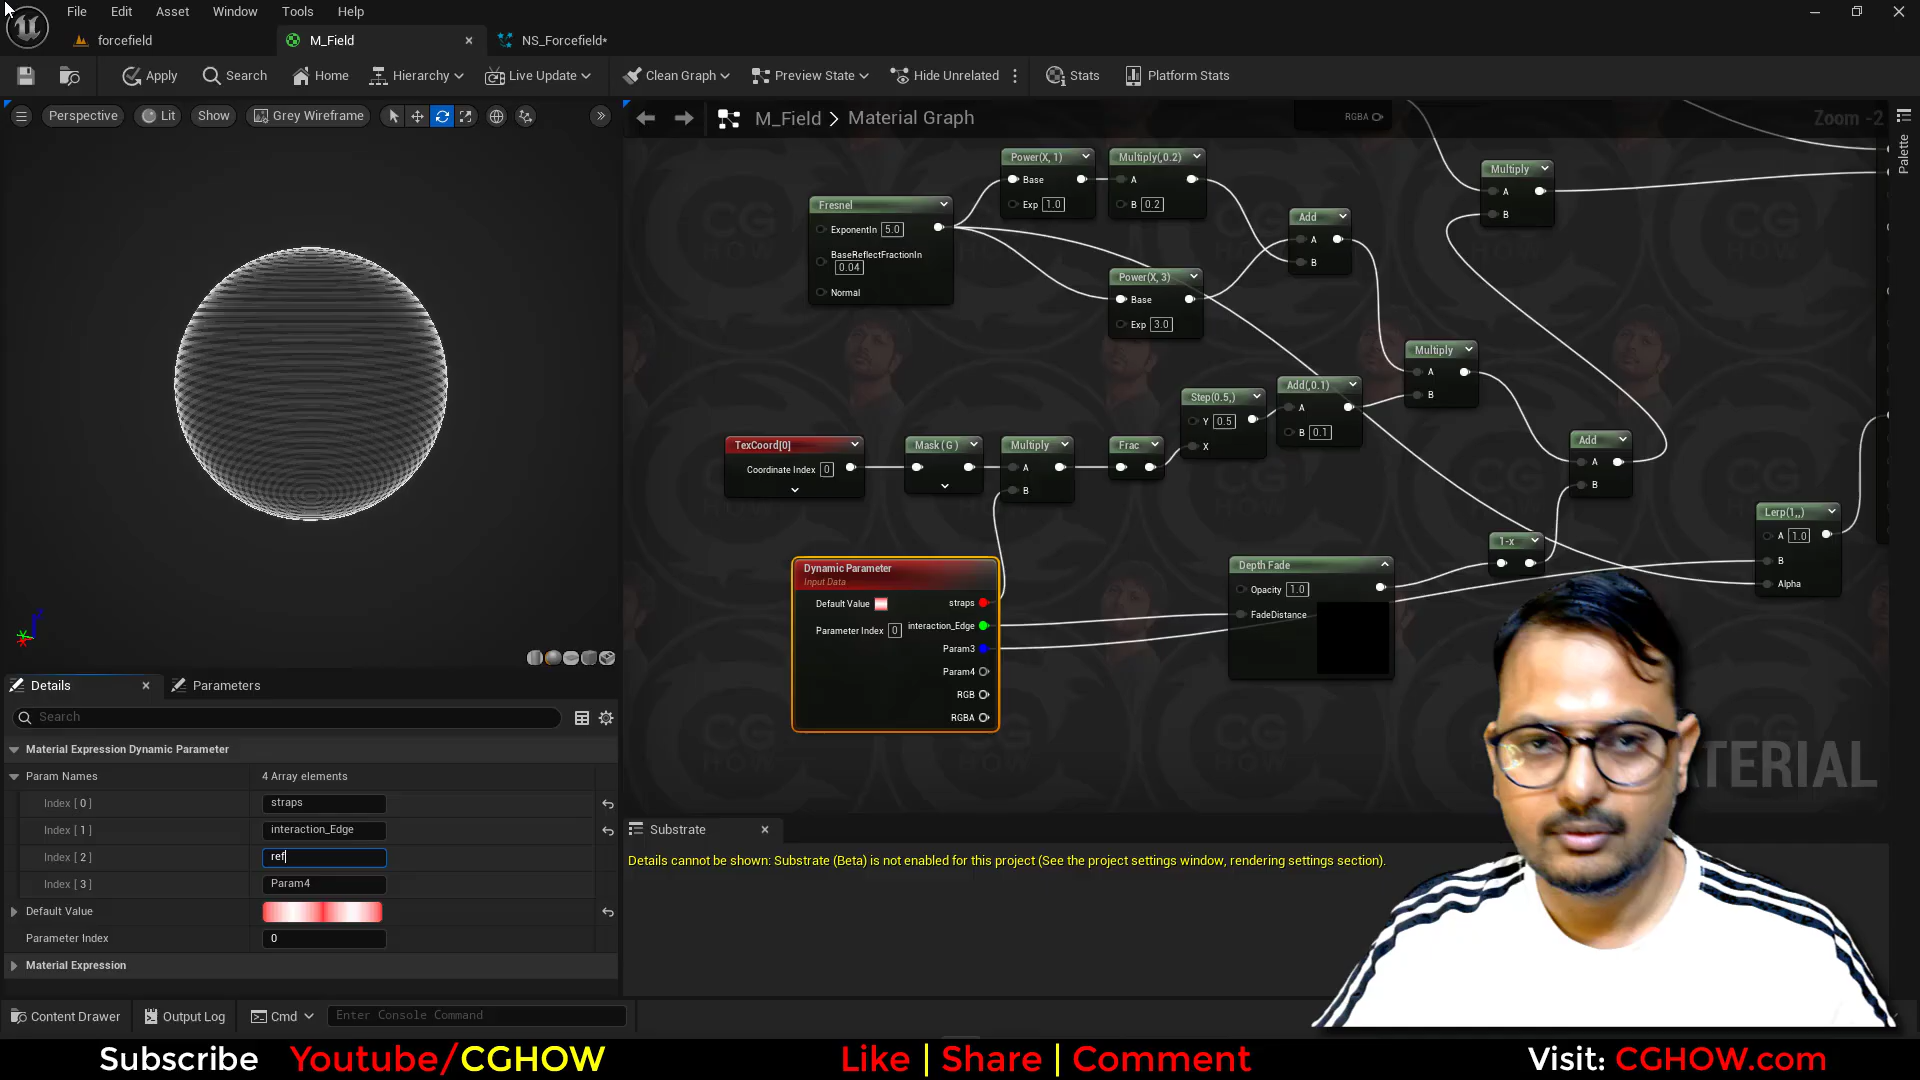 File Edit Asset Window Tools Help
forcefield M_Field NS_Forcefield*
Apply Search Home Hierarchy Live Update Clean Graph Preview State Hide Unrelated Stats Platform Stats
Perspective Lit Show Grey Wireframe
M_Field > Material Graph
Zoom -2
Palette
RGBA
Power(X, 1)
Base
Exp 1.0
Multiply(,0.2)
A
B 0.2
Multiply
A
B
Fresnel
ExponentIn 5.0
BaseReflectFractionIn
0.04
Normal
Add
A
B
Power(X, 3)
Base
Exp 3.0
Multiply
A
B
Step(0.5,)
Y 0.5
X
Add(,0.1)
A
B 0.1
TexCoord[0]
Coordinate Index 0
Mask ( G )
Multiply
A
B
Frac
Add
A
B
Lerp(1,,)
A 1.0
B
Alpha
1-x
Dynamic Parameter
Input Data
Default Value straps
Parameter Index 0 interaction_Edge
Param3
Param4
RGB
RGBA
Depth Fade
Opacity 1.0
FadeDistance
CG
HOW
TERIAL
Details Parameters
Search
Material Expression Dynamic Parameter
Param Names 4 Array elements
Index [ 0 ] straps
Index [ 1 ] interaction_Edge
Index [ 2 ] ref
Index [ 3 ] Param4
Default Value
Parameter Index 0
Material Expression
Substrate
Details cannot be shown: Substrate (Beta) is not enabled for this project (See the project settings window, rendering settings section).
Content Drawer Output Log Cmd Enter Console Command
Subscribe Youtube/CGHOW Like | Share | Comment Visit: CGHOW.com